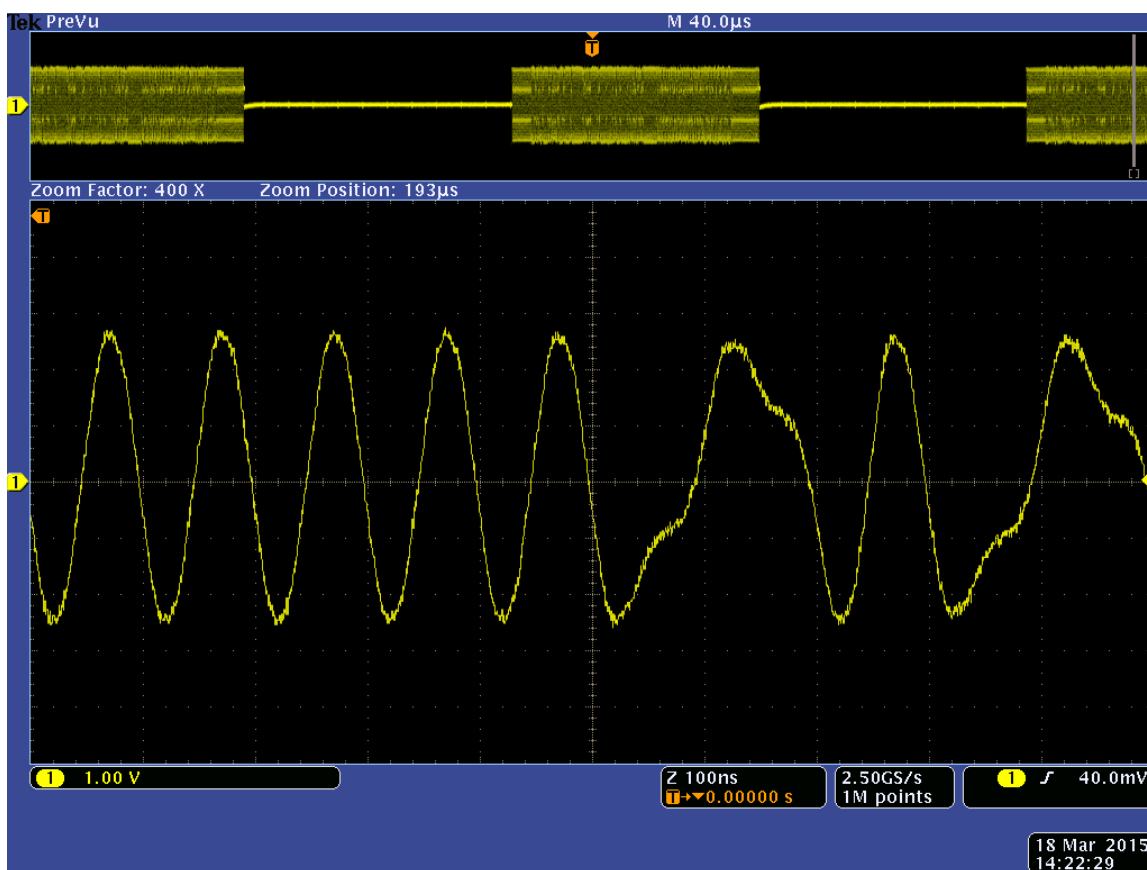 Tek PreVu M 40.0µs
T
1
Zoom Factor: 400 X Zoom Position: 193µs
T
1
1 1.00 V
Z 100ns
T→▼0.00000 s
2.50GS/s
1M points
1 ƒ 40.0mV
18 Mar 2015
14:22:29